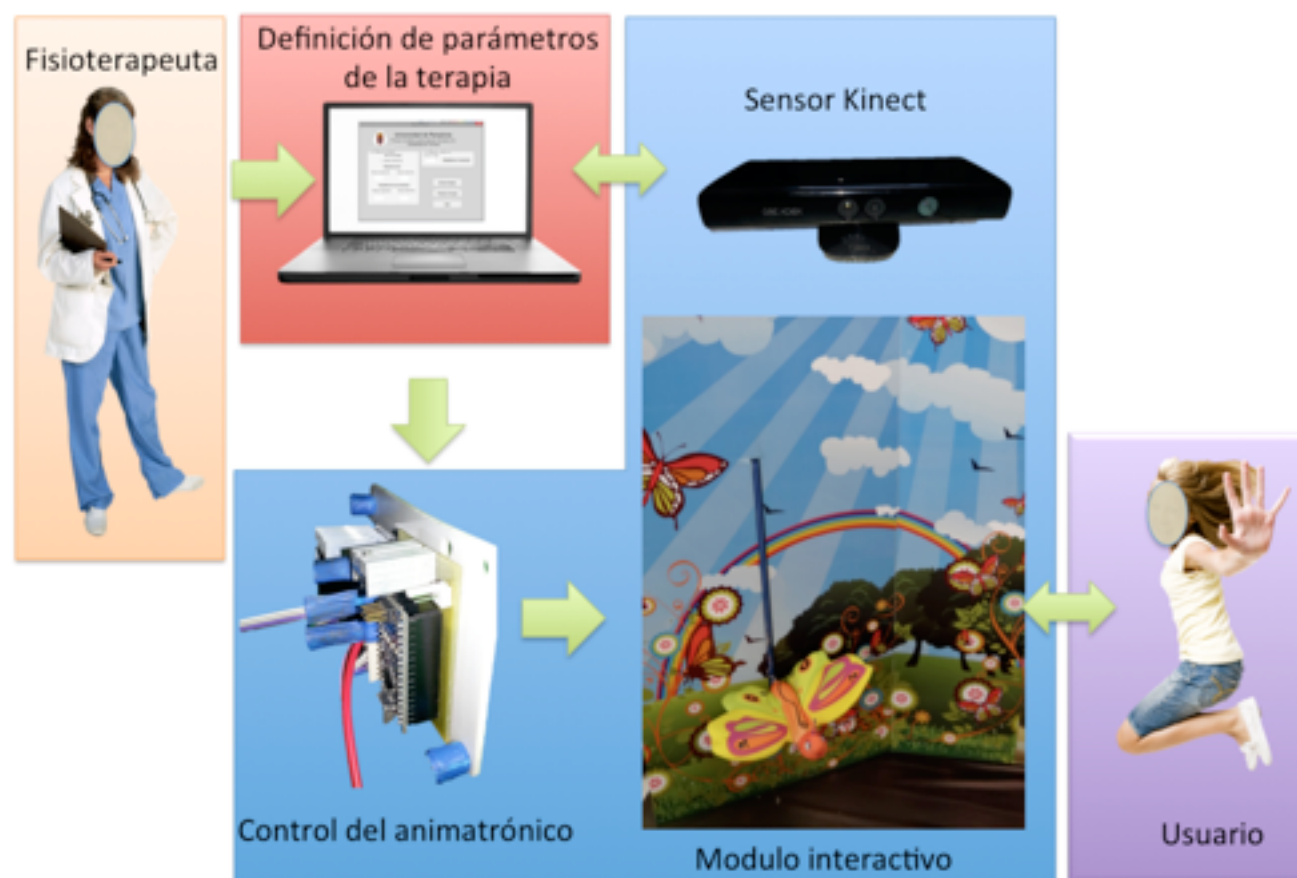 Fisioterapeuta
Definición de parámetros
de la terapia
Sensor Kinect
Control del animatrónico
Modulo interactivo
Usuario